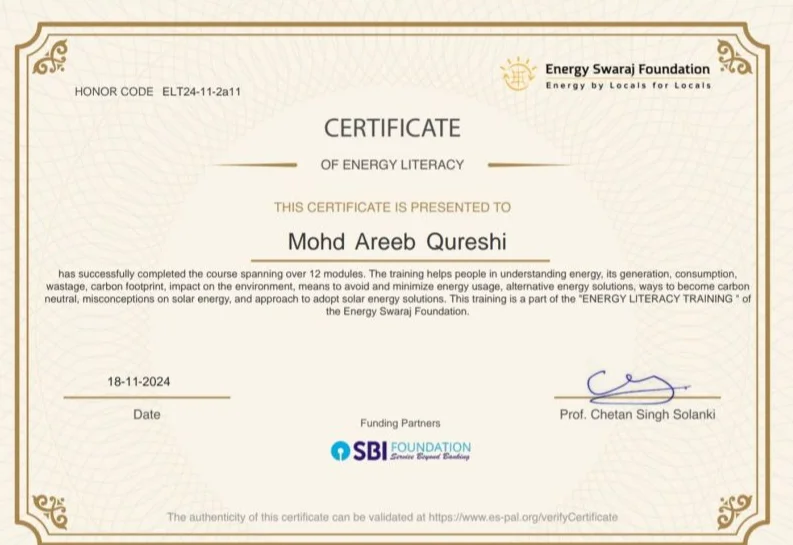 HONOR CODE ELT24-11-2a11
Energy Swaraj Foundation
Energy by Locals for Locals
CERTIFICATE
OF ENERGY LITERACY
THIS CERTIFICATE IS PRESENTED TO
Mohd Areeb Qureshi
has successfully completed the course spanning over 12 modules. The training helps people in understanding energy, its generation, consumption,
wastage, carbon footprint, impact on the environment, means to avoid and minimize energy usage, alternative energy solutions, ways to become carbon
neutral, misconceptions on solar energy, and approach to adopt solar energy solutions. This training is a part of the "ENERGY LITERACY TRAINING " of
the Energy Swaraj Foundation.
18-11-2024
Date
Prof. Chetan Singh Solanki
Funding Partners
SBI FOUNDATION
Service Beyond Banking
The authenticity of this certificate can be validated at https://www.es-pal.org/verifyCertificate